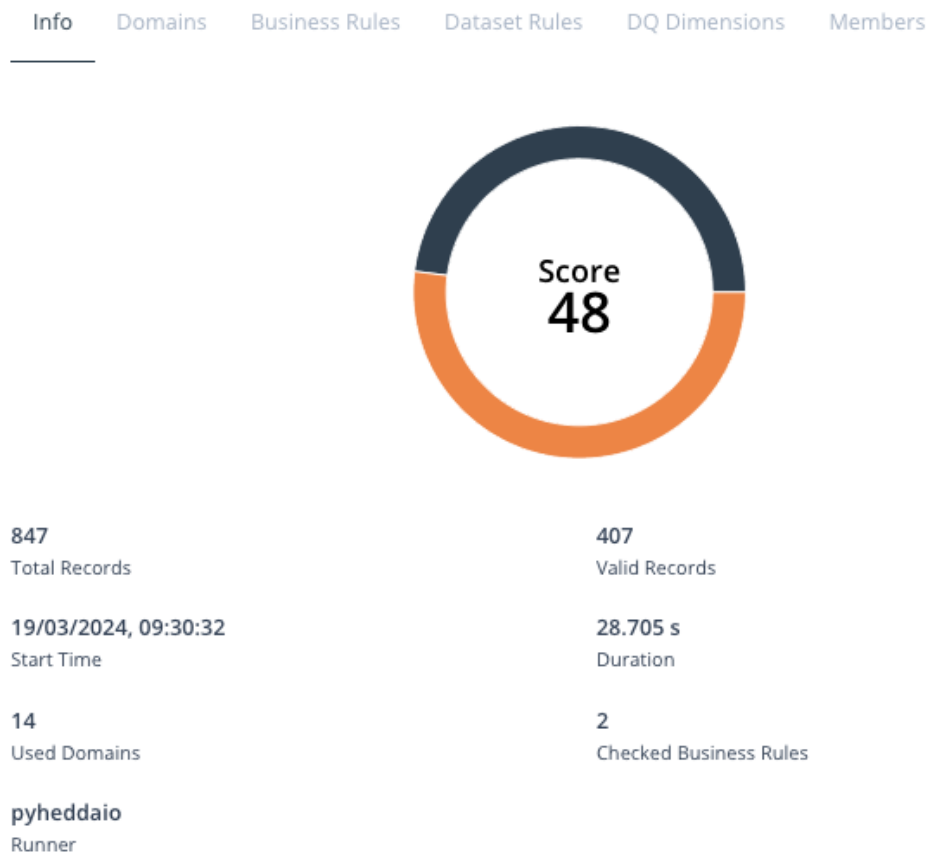 Info Domains Business Rules Dataset Rules DQ Dimensions Members
Score
48
847 407
Total Records Valid Records
19/03/2024, 09:30:32 28.705 s
Start Time Duration
14 2
Used Domains Checked Business Rules
pyheddaio
Runner